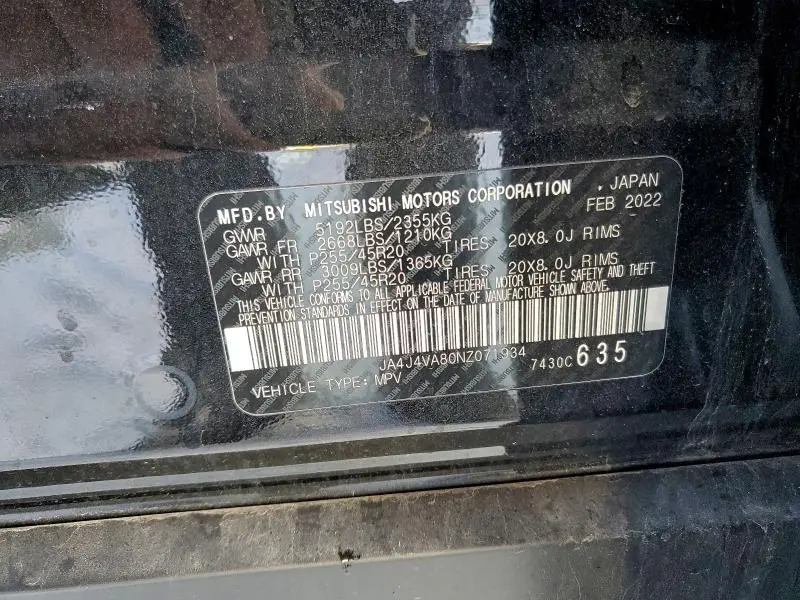 MFD.BY MITSUBISHI MOTORS CORPORATION . JAPAN
GVWR 5192LBS/2355KG FEB 2022
GAWR FR 2668LBS/1210KG
WITH P255/45R20 TIRES, 20X8.0J RIMS
GAWR RR 3009LBS/1365KG
WITH P255/45R20 TIRES, 20X8.0J RIMS
THIS VEHICLE CONFORMS TO ALL APPLICABLE FEDERAL MOTOR VEHICLE SAFETY AND THEFT
PREVENTION STANDARDS IN EFFECT ON THE DATE OF MANUFACTURE SHOWN ABOVE.
JA4J4VA80NZ071934 7430C 635
VEHICLE TYPE: MPV